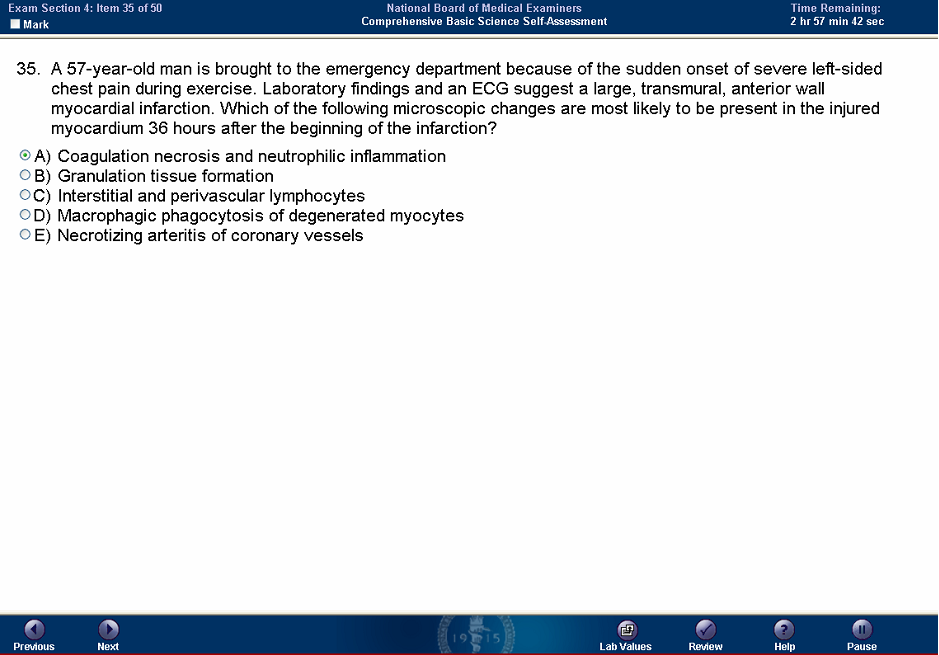 Exam Section 4: Item 35 of 50
National Board of Medical Examiners
Time Remaining:
Mark
Comprehensive Basic Science Self-Assessment
2 hr 57 min 42 sec
35. A 57-year-old man is brought to the emergency department because of the sudden onset of severe left-sided
chest pain during exercise. Laboratory findings and an ECG suggest a large, transmural, anterior wall
myocardial infarction. Which of the following microscopic changes are most likely to be present in the injured
myocardium 36 hours after the beginning of the infarction?
A) Coagulation necrosis and neutrophilic inflammation
B) Granulation tissue formation
C) Interstitial and perivascular lymphocytes
D) Macrophagic phagocytosis of degenerated myocytes
E) Necrotizing arteritis of coronary vessels
19 15
Previous
Next
Lab Values
Review
Help
Pause